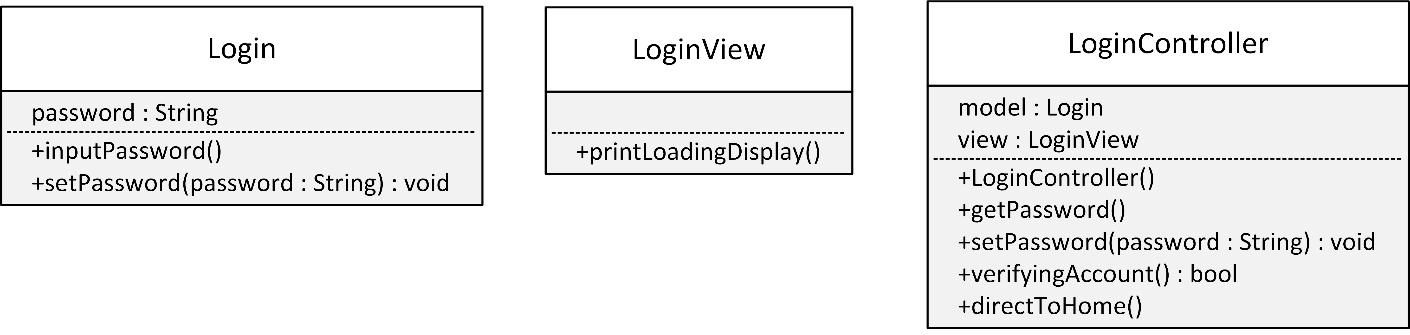 Login
password : String
+inputPassword()
+setPassword(password : String) : void
LoginView
+printLoadingDisplay()
LoginController
model : Login
view : LoginView
+LoginController()
+getPassword()
+setPassword(password : String) : void
+verifyingAccount() : bool
+directToHome()